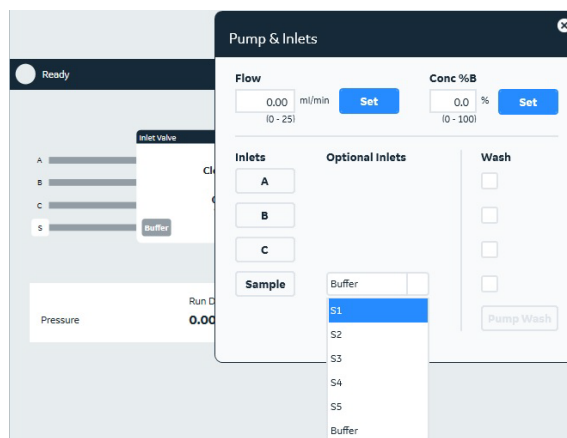 Ready
Inlet Valve
A
B
C
S
Buffer
Pressure
0.00
Pump & Inlets
Flow
Conc %B
0.00 ml/min Set
0.0 % Set
(0 - 25)
(0 - 100)
Inlets
Optional Inlets
Wash
A
B
C
Sample
Buffer
S1
S2
S3
S4
S5
Buffer
Pump Wash